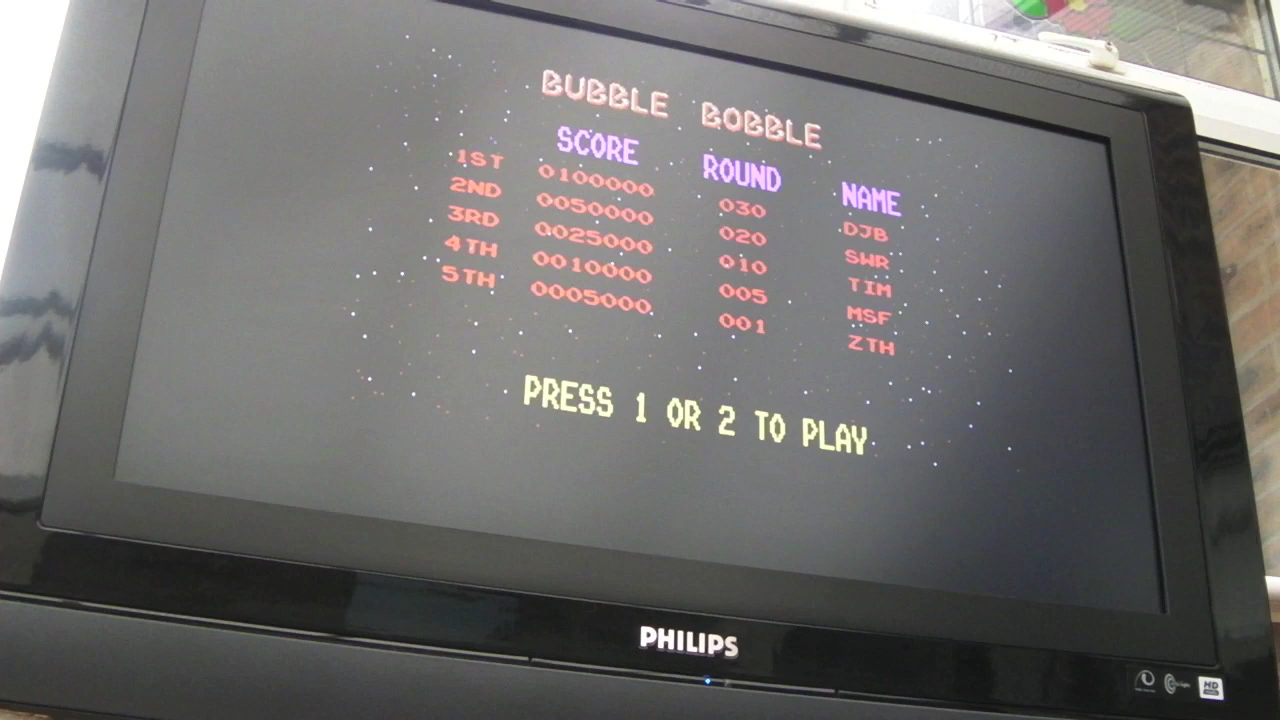 BUBBLE BOBBLE
SCORE ROUND NAME
1ST 0100000 030 DJB
2ND 0050000 020 SWR
3RD 0025000 010 TIM
4TH 0010000 005 MSF
5TH 0005000 001 ZTH
PRESS 1 OR 2 TO PLAY
PHILIPS
HD